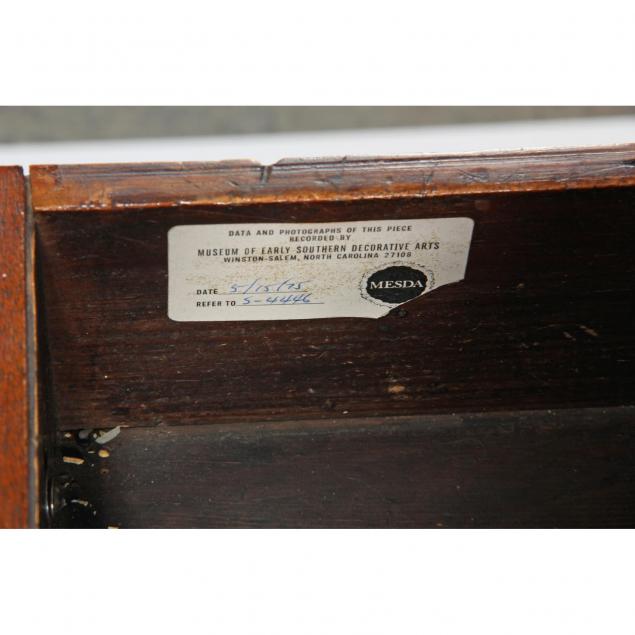 DATA AND PHOTOGRAPHS OF THIS PIECE
RECORDED BY
MUSEUM OF EARLY SOUTHERN DECORATIVE ARTS
WINSTON-SALEM, NORTH CAROLINA 27108
DATE 5/15/75
REFER TO S-4446
MESDA